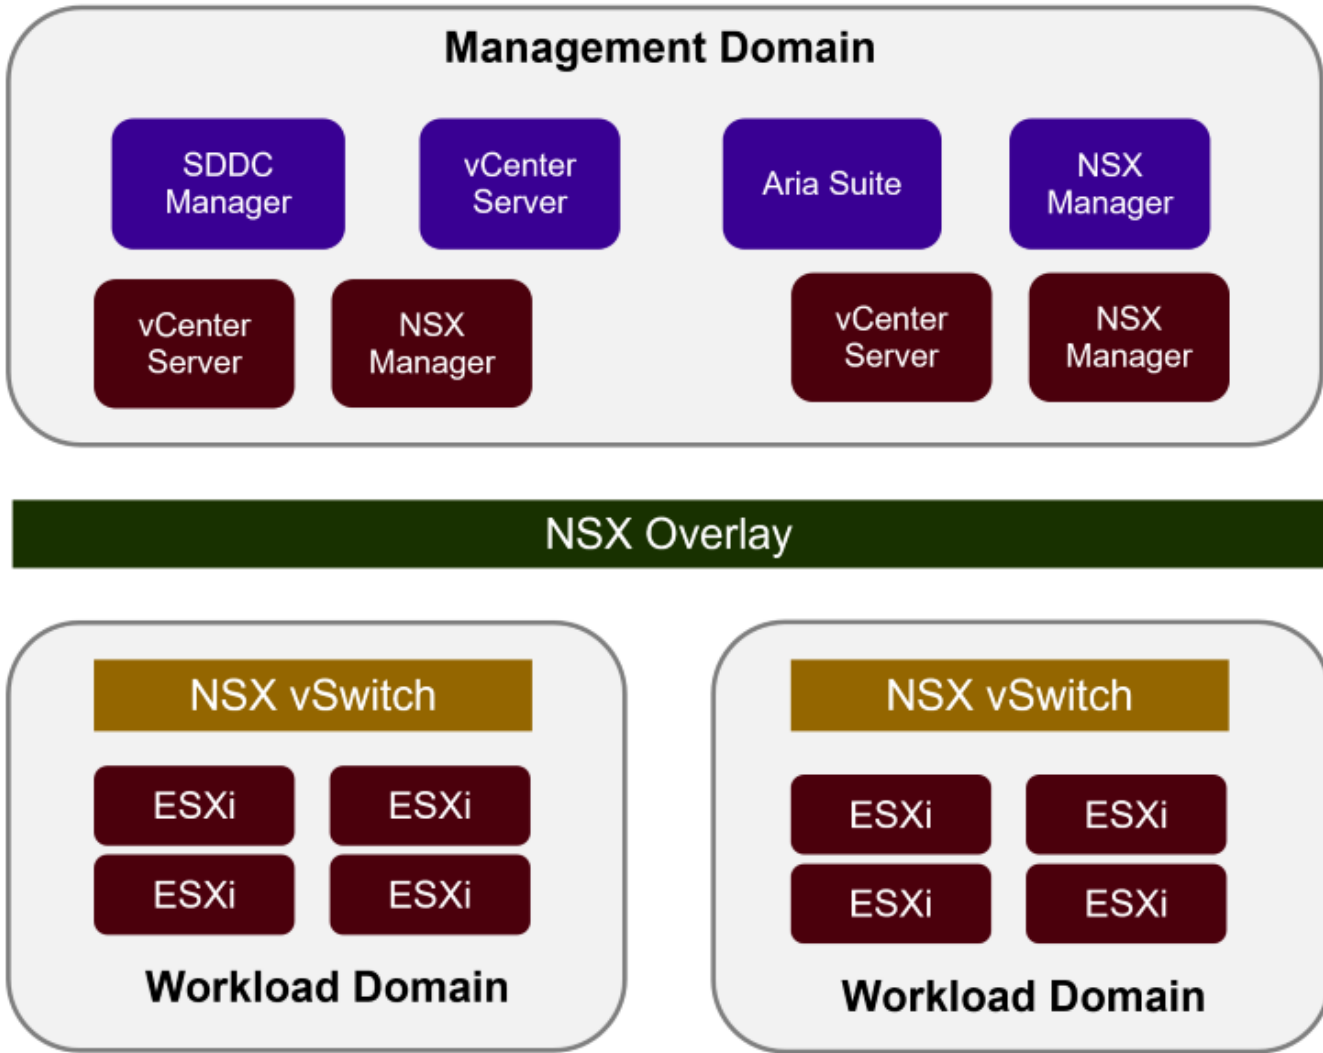 Management Domain
SDDC
Manager
vCenter
Server
Aria Suite
NSX
Manager
vCenter
Server
NSX
Manager
vCenter
Server
NSX
Manager
NSX Overlay
NSX vSwitch
ESXi
ESXi
ESXi
ESXi
Workload Domain
NSX vSwitch
ESXi
ESXi
ESXi
ESXi
Workload Domain